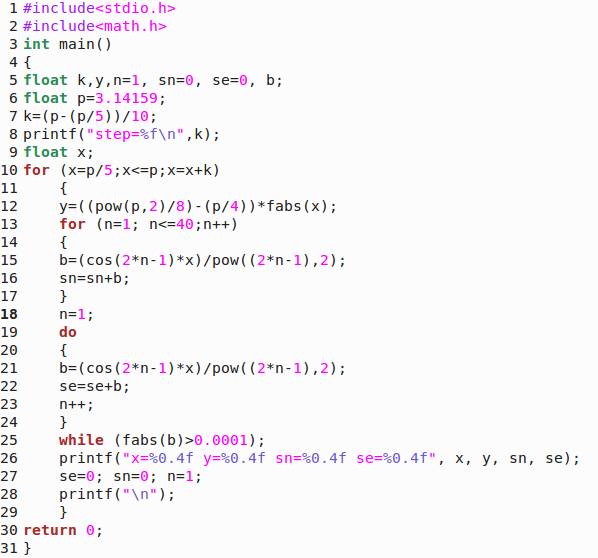 1 #include<stdio.h>
2 #include<math.h>
3 int main()
4 {
5 float k,y,n=1, sn=0, se=0, b;
6 float p=3.14159;
7 k=(p-(p/5))/10;
8 printf("step=%f\n",k);
9 float x;
10 for (x=p/5;x<=p;x=x+k)
11     {
12     y=((pow(p,2)/8)-(p/4))*fabs(x);
13     for (n=1; n<=40;n++)
14     {
15     b=(cos(2*n-1)*x)/pow((2*n-1),2);
16     sn=sn+b;
17     }
18     n=1;
19     do
20     {
21     b=(cos(2*n-1)*x)/pow((2*n-1),2);
22     se=se+b;
23     n++;
24     }
25     while (fabs(b)>0.0001);
26     printf("x=%0.4f y=%0.4f sn=%0.4f se=%0.4f", x, y, sn, se);
27     se=0; sn=0; n=1;
28     printf("\n");
29     }
30 return 0;
31 }